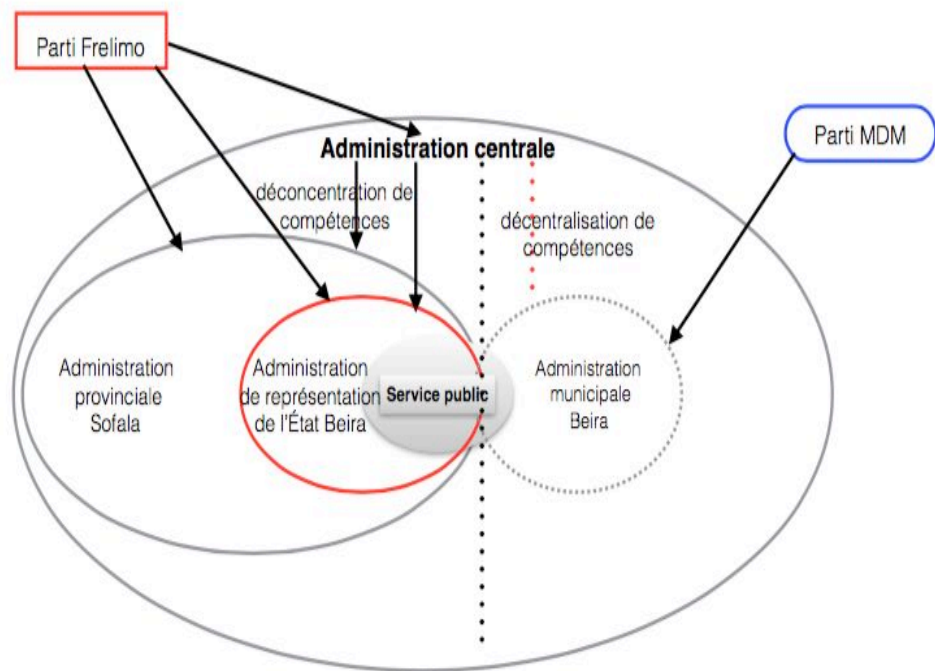 Parti Frelimo
Parti MDM
Administration centrale
déconcentration de
compétences
décentralisation de
compétences
Administration
provinciale
Sofala
Administration
de représentation
de l'État Beira
Service public
Administration
municipale
Beira